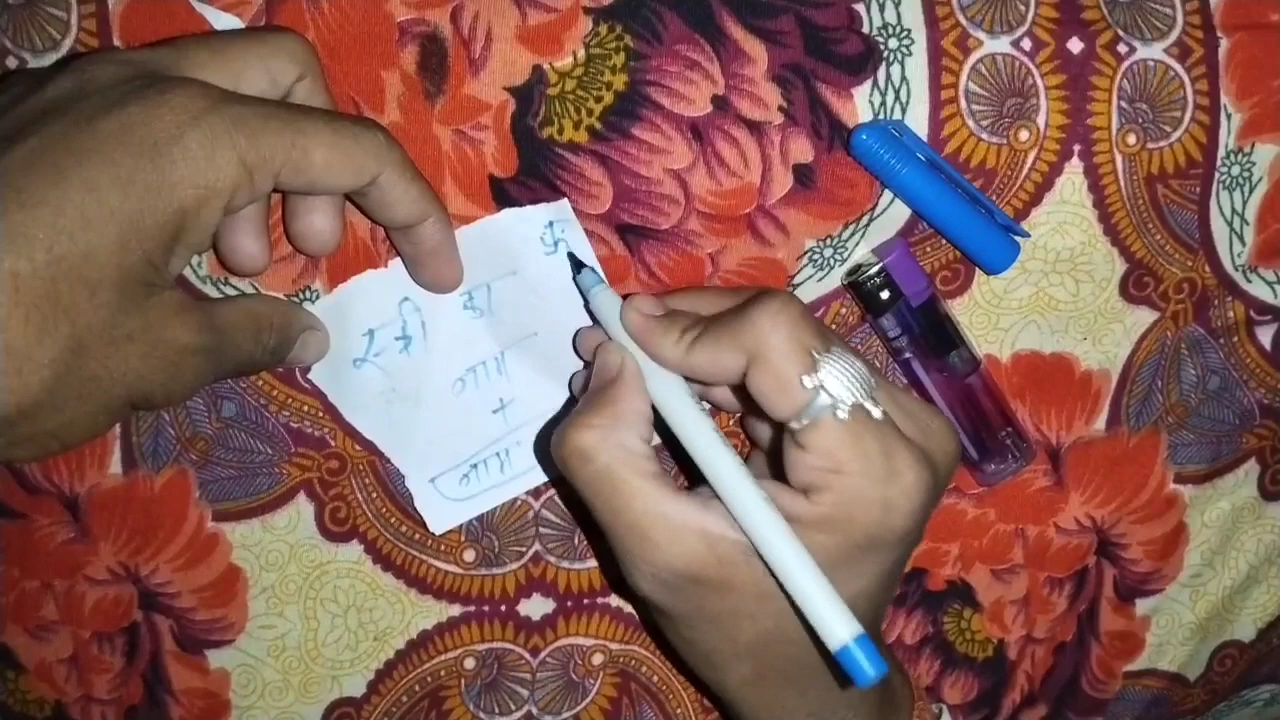 स्त्री
का
नाम
+
नाम